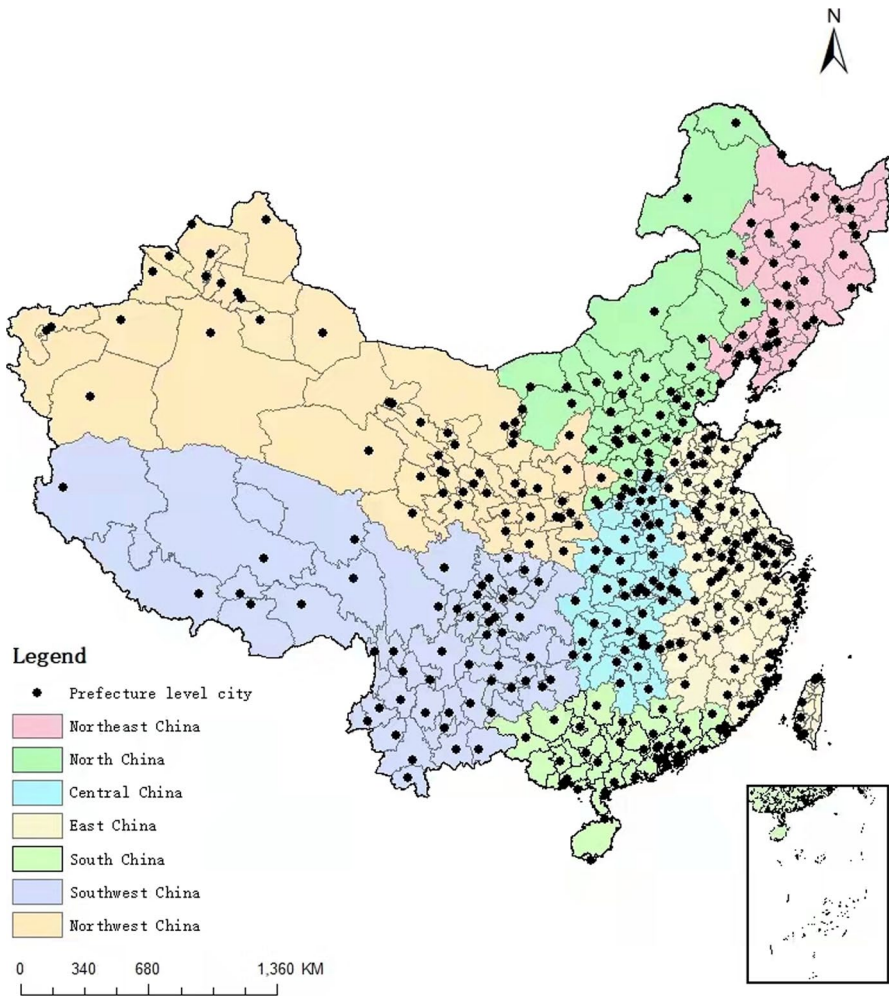 N
Legend
Prefecture level city
Northeast China
North China
Central China
East China
South China
Southwest China
Northwest China
0 340 680 1,360 KM